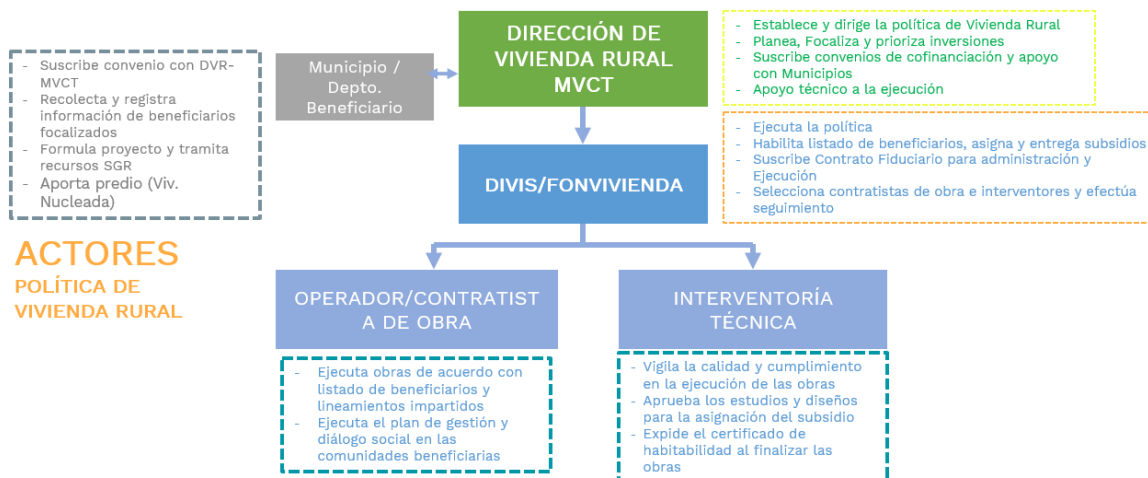 DIRECCIÓN DE
VIVIENDA RURAL
MVCT
- Establece y dirige la política de Vivienda Rural
- Planea, Focaliza y prioriza inversiones
- Suscribe convenios de cofinanciación y apoyo
con Municipios
- Apoyo técnico a la ejecución
Municipio /
Depto.
Beneficiario
- Suscribe convenio con DVR-
MVCT
- Recolecta y registra
información de beneficiarios
focalizados
- Formula proyecto y tramita
recursos SGR
- Aporta predio (Viv.
Nucleada)
- Ejecuta la política
- Habilita listado de beneficiarios, asigna y entrega subsidios
- Suscribe Contrato Fiduciario para administración y
Ejecución
- Selecciona contratistas de obra e interventores y efectúa
seguimiento
DIVIS/FONVIVIENDA
ACTORES
POLÍTICA DE
VIVIENDA RURAL
OPERADOR/CONTRATIST
A DE OBRA
INTERVENTORÍA
TÉCNICA
- Ejecuta obras de acuerdo con
listado de beneficiarios y
lineamientos impartidos
- Ejecuta el plan de gestión y
diálogo social en las
comunidades beneficiarias
- Vigila la calidad y cumplimiento
en la ejecución de las obras
- Aprueba los estudios y diseños
para la asignación del subsidio
- Expide el certificado de
habitabilidad al finalizar las
obras